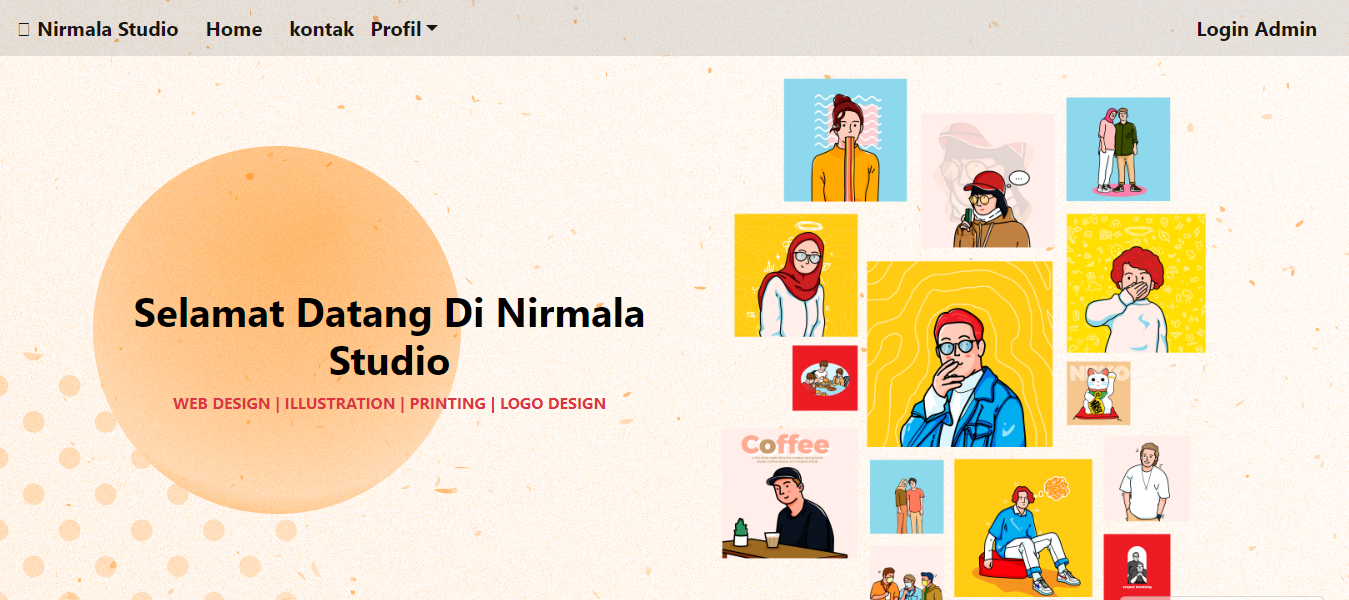 Nirmala Studio Home kontak Profil Login Admin
Selamat Datang Di Nirmala
Studio
WEB DESIGN | ILLUSTRATION | PRINTING | LOGO DESIGN
...
Coffee